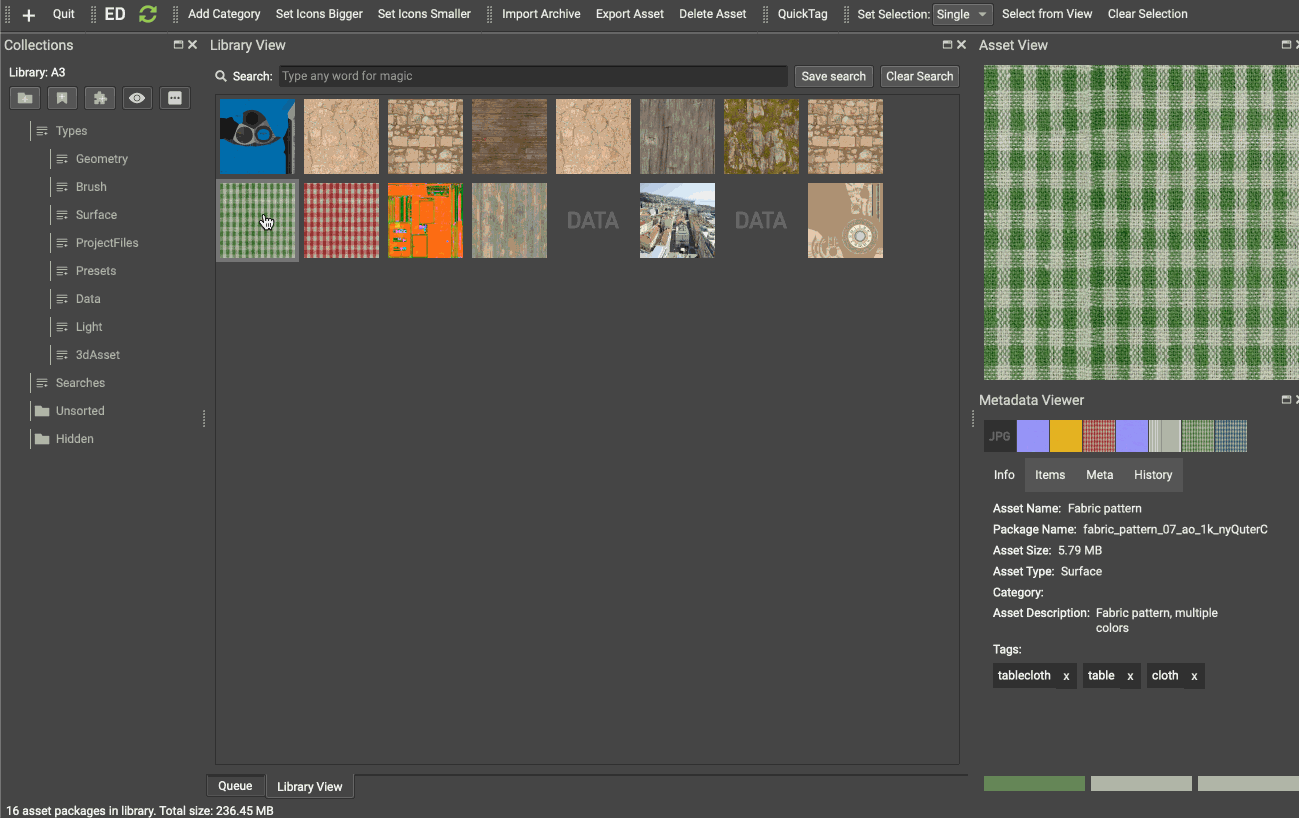 + Quit ED Add Category Set Icons Bigger Set Icons Smaller Import Archive Export Asset Delete Asset QuickTag Set Selection: Single Select from View Clear Selection
Collections
Library View
Asset View
Library: A3
Search: Type any word for magic Save search Clear Search
Types
Geometry
Brush
Surface
ProjectFiles
Presets
Data
Light
3dAsset
Searches
Unsorted
Hidden
DATA
DATA
Metadata Viewer
JPG
Info Items Meta History
Asset Name: Fabric pattern
Package Name: fabric_pattern_07_ao_1k_nyQuterC
Asset Size: 5.79 MB
Asset Type: Surface
Category:
Asset Description: Fabric pattern, multiple
colors
Tags:
tablecloth x table x cloth x
Queue Library View
16 asset packages in library. Total size: 236.45 MB